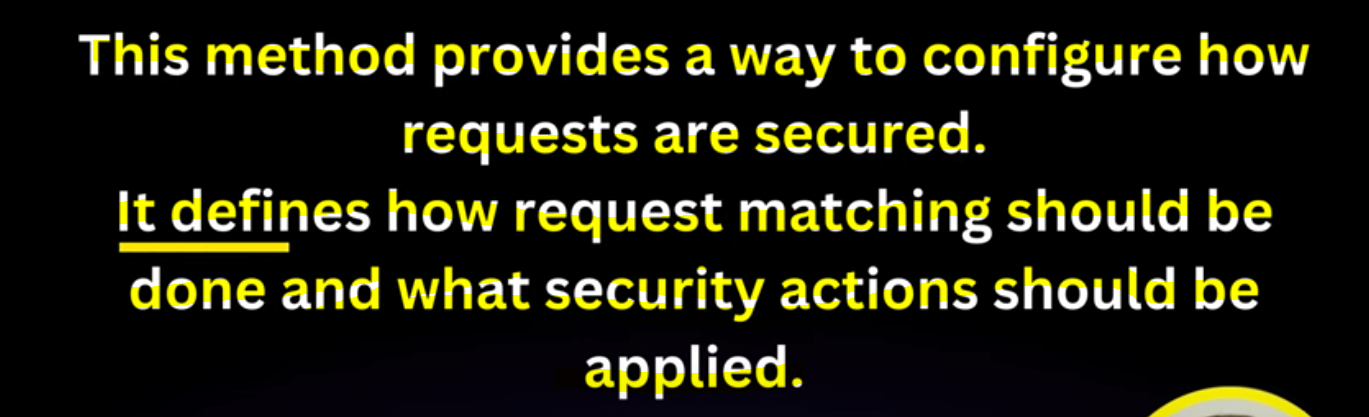 This method provides a way to configure how
requests are secured.
It defines how request matching should be
done and what security actions should be
applied.